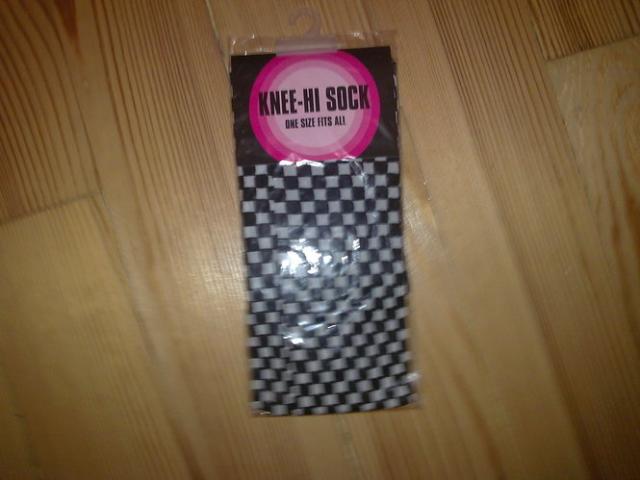 KNEE-HI SOCK
ONE SIZE FITS ALL